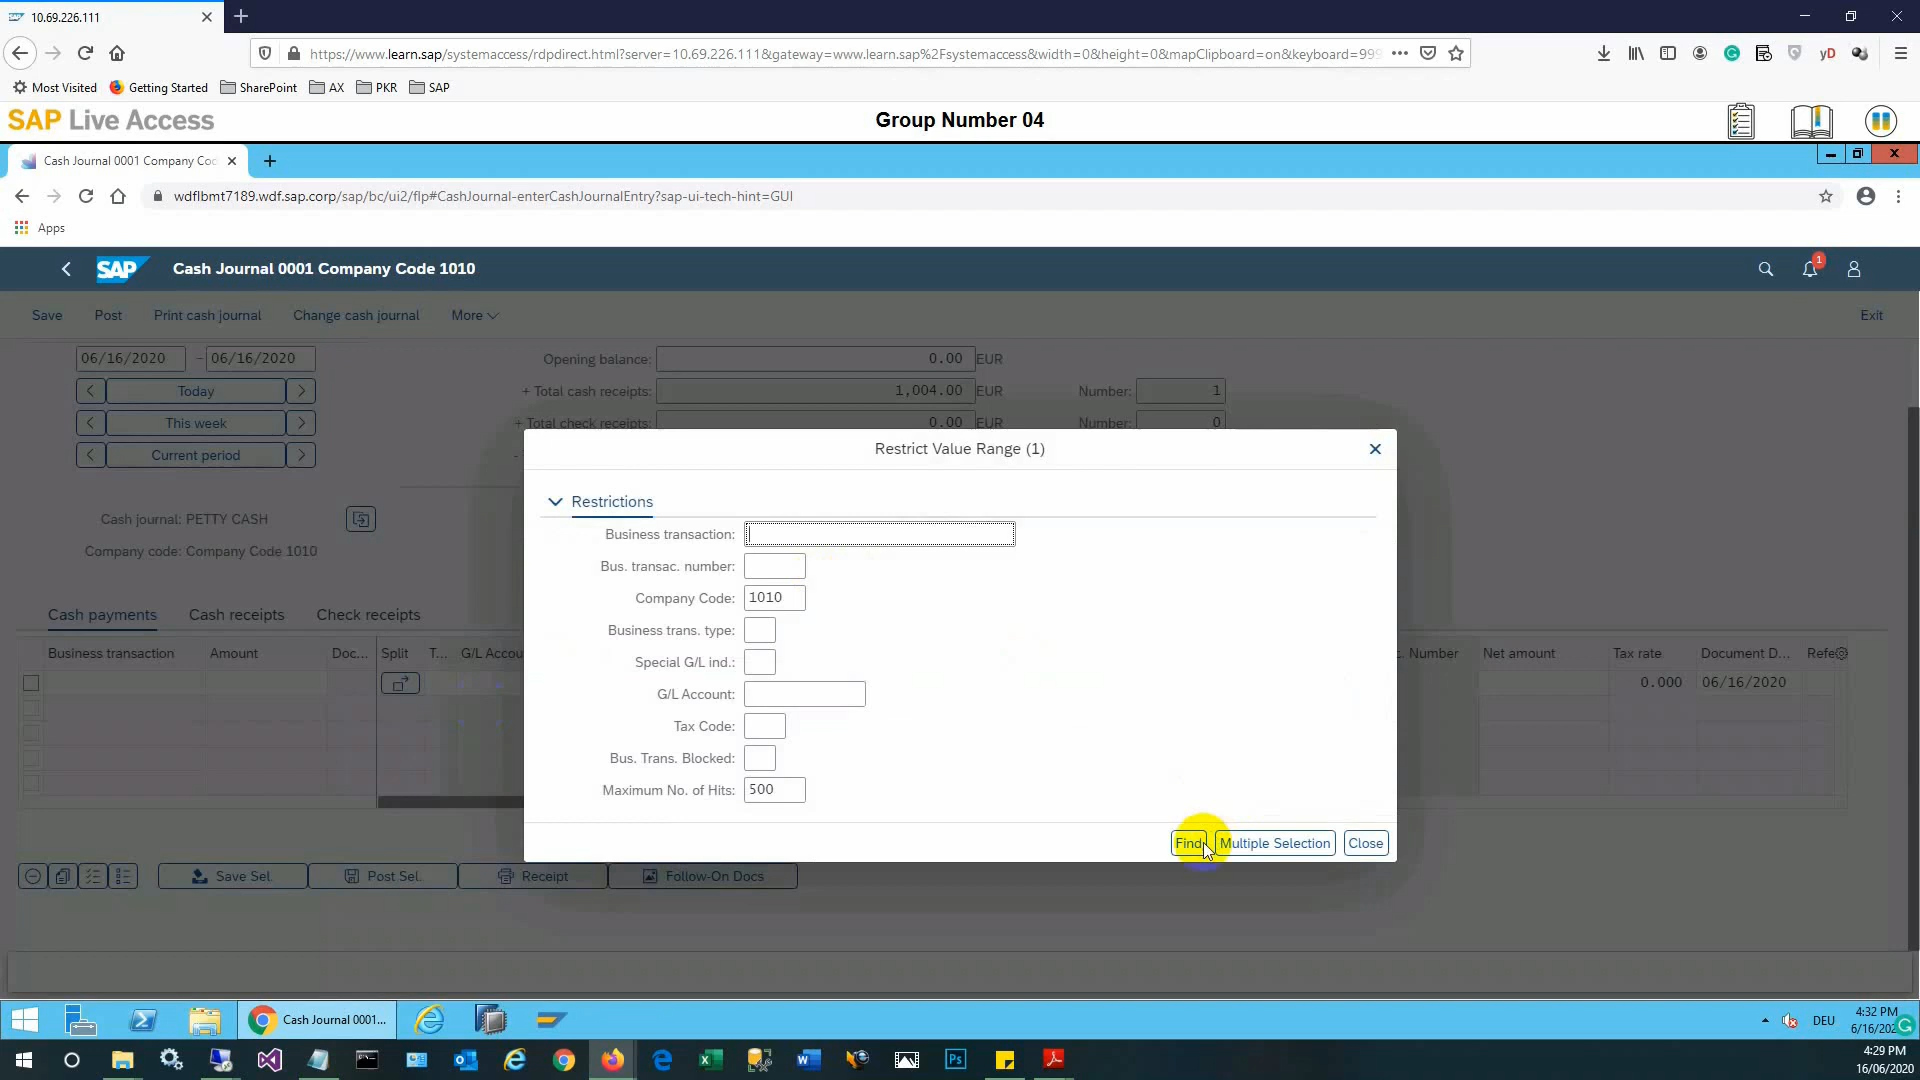 10.69.226.111
https://www.learn.sap/systemaccess/rdpdirect.html?server=10.69.226.111&gateway=www.learn.sap%2Fsystemaccess&width=0&height=0&mapClipboard=on&keyboard=999
Most Visited Getting Started SharePoint AX PKR SAP
SAP Live Access
Group Number 04
Cash Journal 0001 Company Co
wdflbmt7189.wdf.sap.corp/sap/bc/ui2/flp#CashJournal-enterCashJournalEntry?sap-ui-tech-hint=GUI
Apps
SAP Cash Journal 0001 Company Code 1010 1
Save Post Print cash journal Change cash journal More Exit
06/16/2020 - 06/16/2020 Opening balance: 0.00 EUR
Today + Total cash receipts: 1,004.00 EUR Number: 1
This week + Total check receipts: 0.00 EUR Number: 0
Current period
Restrict Value Range (1)
Restrictions
Cash journal: PETTY CASH
Company code: Company Code 1010
Business transaction:
Bus. transac. number:
Company Code: 1010
Business trans. type:
Special G/L ind.:
G/L Account:
Tax Code:
Bus. Trans. Blocked:
Maximum No. of Hits: 500
Find Multiple Selection Close
Cash payments Cash receipts Check receipts
Business transaction Amount Doc... Split T... G/L Accou c. Number Net amount Tax rate Document D... Refe
0.000 06/16/2020
Save Sel. Post Sel. Receipt Follow-On Docs
Cash Journal 0001... DEU 4:32 PM
6/16/202
4:29 PM
16/06/2020